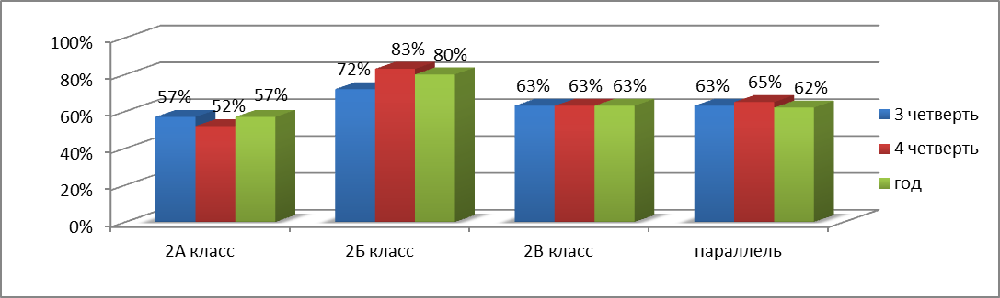 100%
80%
60%
40%
20%
0%
57%
52%
57%
72%
83%
80%
63%
63%
63%
63%
65%
62%
2А класс
2Б класс
2В класс
параллель
3 четверть
4 четверть
год